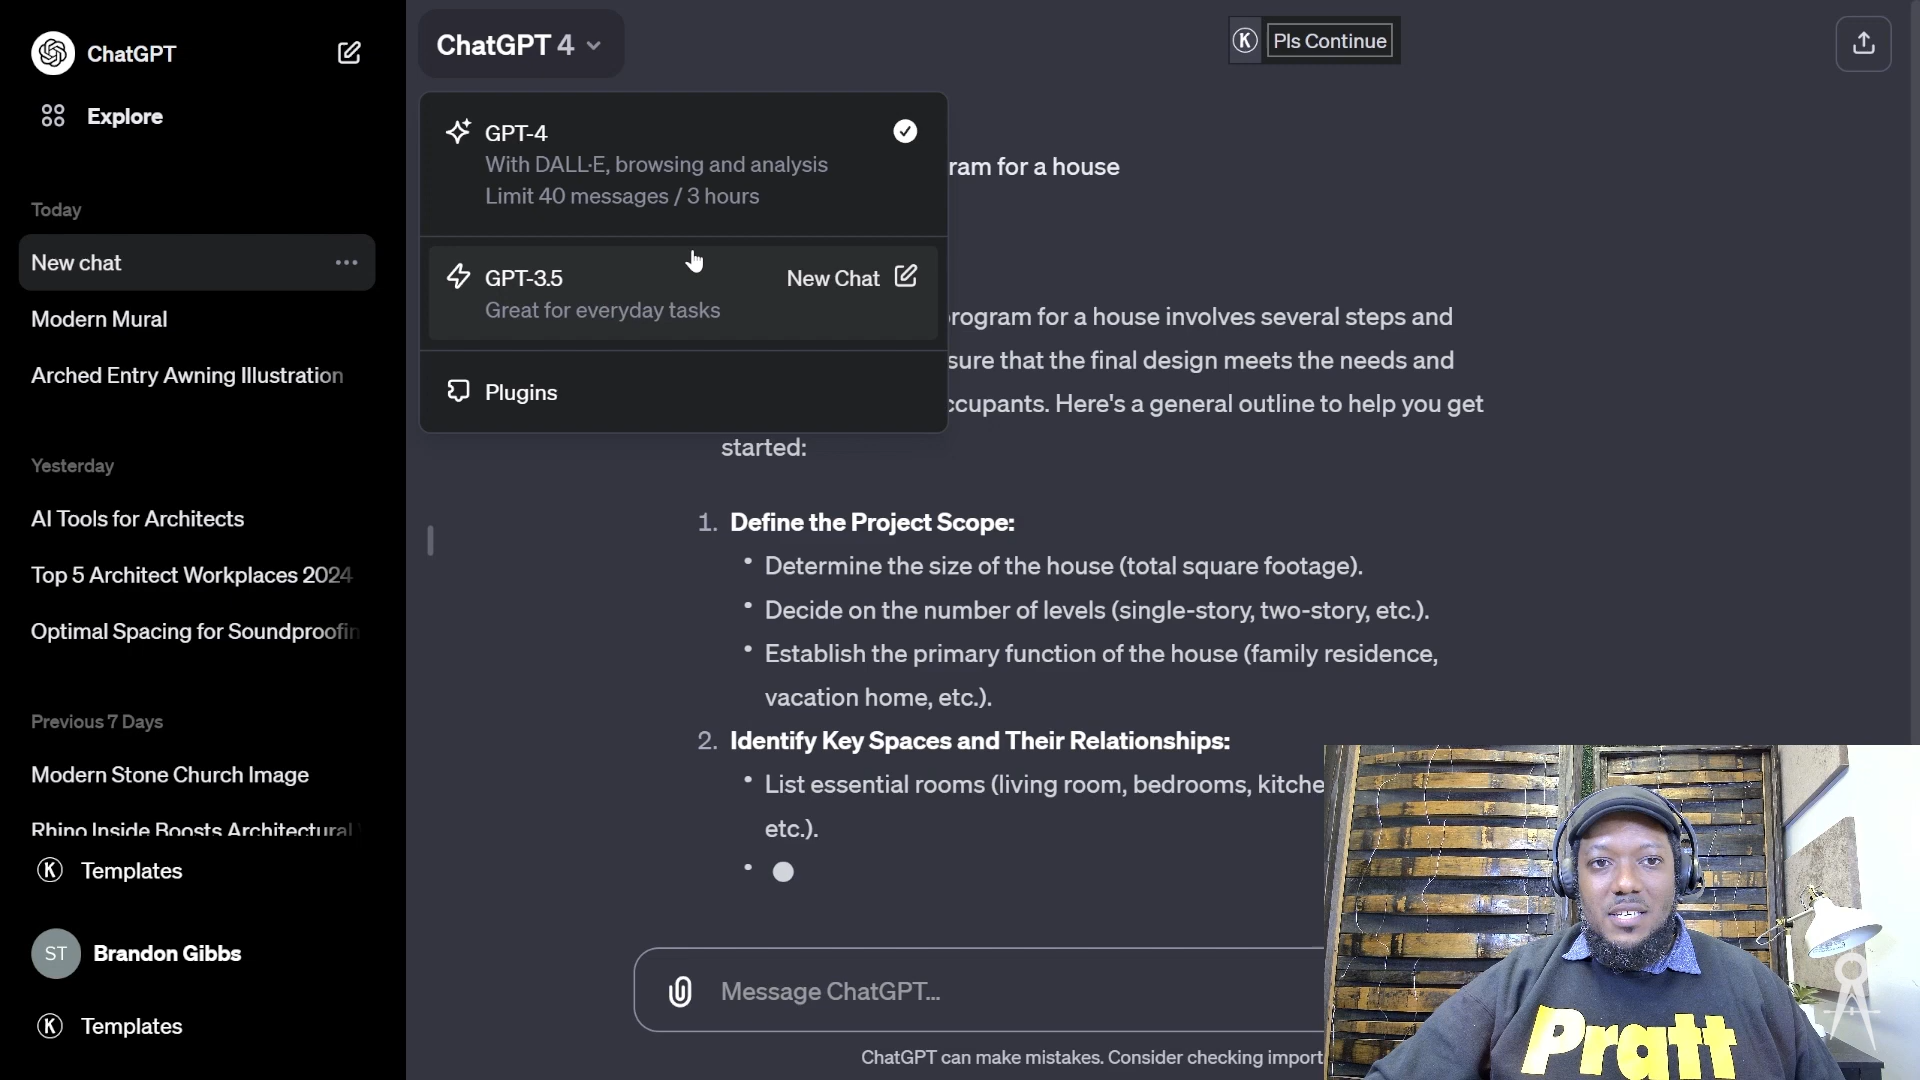 ChatGPT
Explore
Today
New chat
Modern Mural
Arched Entry Awning Illustration
Yesterday
AI Tools for Architects
Top 5 Architect Workplaces 2024
Optimal Spacing for Soundproofin
Previous 7 Days
Modern Stone Church Image
Rhino Inside Boosts Architectural
K Templates
ST Brandon Gibbs
K Templates
ChatGPT 4
K Pls Continue
GPT-4
With DALL·E, browsing and analysis
Limit 40 messages / 3 hours
GPT-3.5 New Chat
Great for everyday tasks
Plugins
ram for a house
rogram for a house involves several steps and
sure that the final design meets the needs and
ccupants. Here's a general outline to help you get
started:
1. Define the Project Scope:
• Determine the size of the house (total square footage).
• Decide on the number of levels (single-story, two-story, etc.).
• Establish the primary function of the house (family residence,
vacation home, etc.).
2. Identify Key Spaces and Their Relationships:
• List essential rooms (living room, bedrooms, kitche
etc.).
•
Message ChatGPT...
ChatGPT can make mistakes. Consider checking import
Pratt